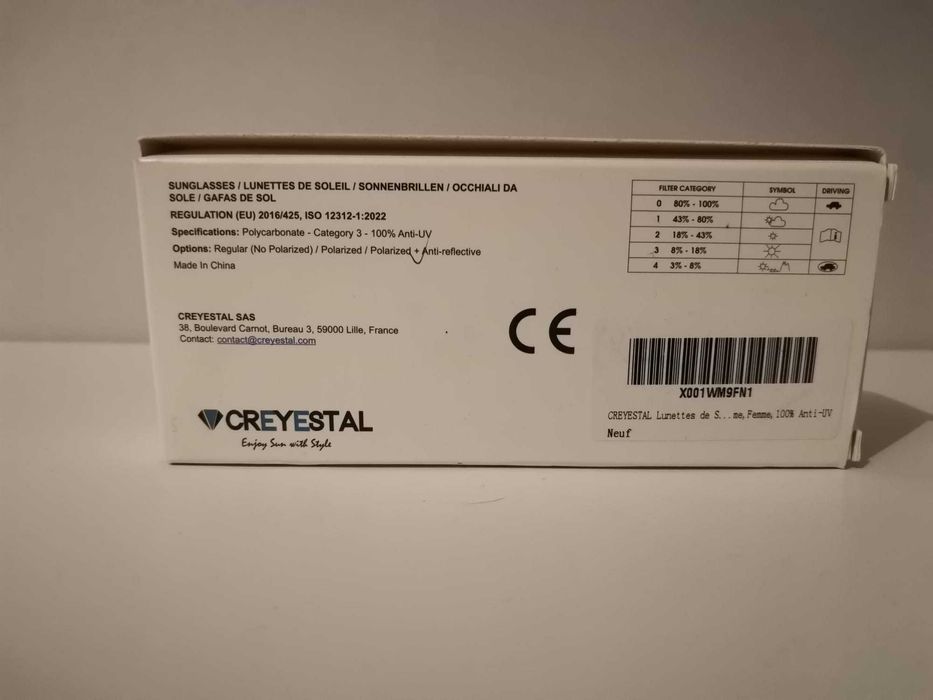 SUNGLASSES / LUNETTES DE SOLEIL / SONNENBRILLEN / OCCHIALI DA
SOLE / GAFAS DE SOL
REGULATION (EU) 2016/425, ISO 12312-1:2022
Specifications: Polycarbonate - Category 3 - 100% Anti-UV
Options: Regular (No Polarized) / Polarized / Polarized + Anti-reflective
Made In China
FILTER CATEGORY SYMBOL DRIVING
0 80% - 100%
1 43% - 80%
2 18% - 43%
3 8% - 18%
4 3% - 8%
CREYESTAL SAS
38, Boulevard Carnot, Bureau 3, 59000 Lille, France
Contact: contact@creyestal.com
CE
X001WM9FN1
CREYESTAL Lunettes de S...me, Femme, 100% Anti-UV
Neuf
CREYESTAL
Enjoy Sun with Style